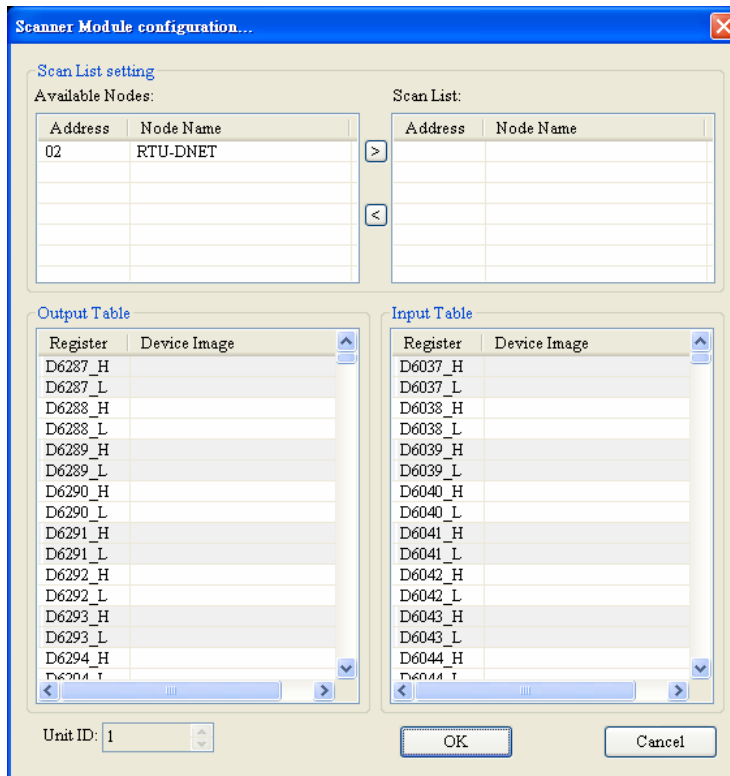 Scanner Module configuration...
Scan List setting
Available Nodes:
Scan List:
Address Node Name
02 RTU-DNET
>
<
Address Node Name
Output Table
Register Device Image
D6287_H
D6287_L
D6288_H
D6288_L
D6289_H
D6289_L
D6290_H
D6290_L
D6291_H
D6291_L
D6292_H
D6292_L
D6293_H
D6293_L
D6294_H
D6294_L
Input Table
Register Device Image
D6037_H
D6037_L
D6038_H
D6038_L
D6039_H
D6039_L
D6040_H
D6040_L
D6041_H
D6041_L
D6042_H
D6042_L
D6043_H
D6043_L
D6044_H
D6044_L
Unit ID: 1
OK
Cancel